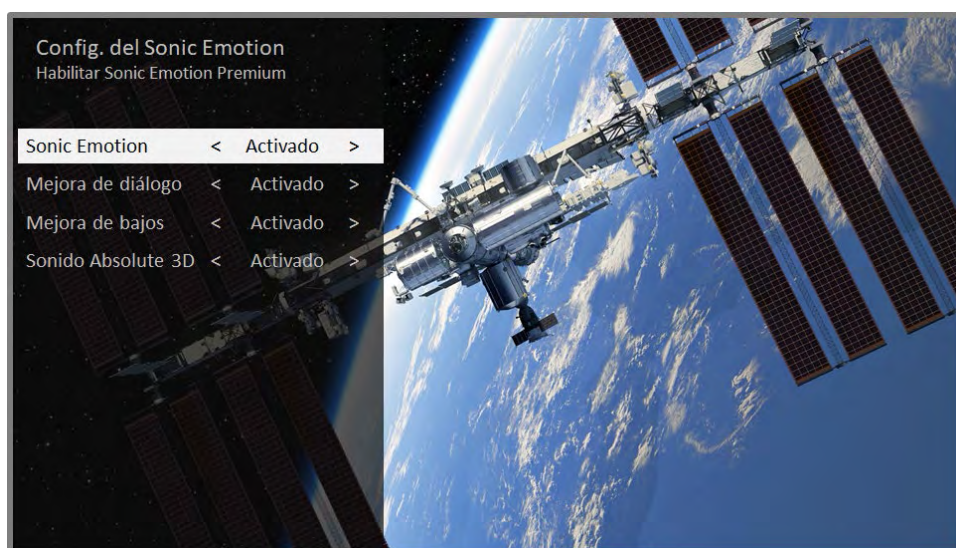 Config. del Sonic Emotion
Habilitar Sonic Emotion Premium
Sonic Emotion < Activado >
Mejora de diálogo < Activado >
Mejora de bajos < Activado >
Sonido Absolute 3D < Activado >